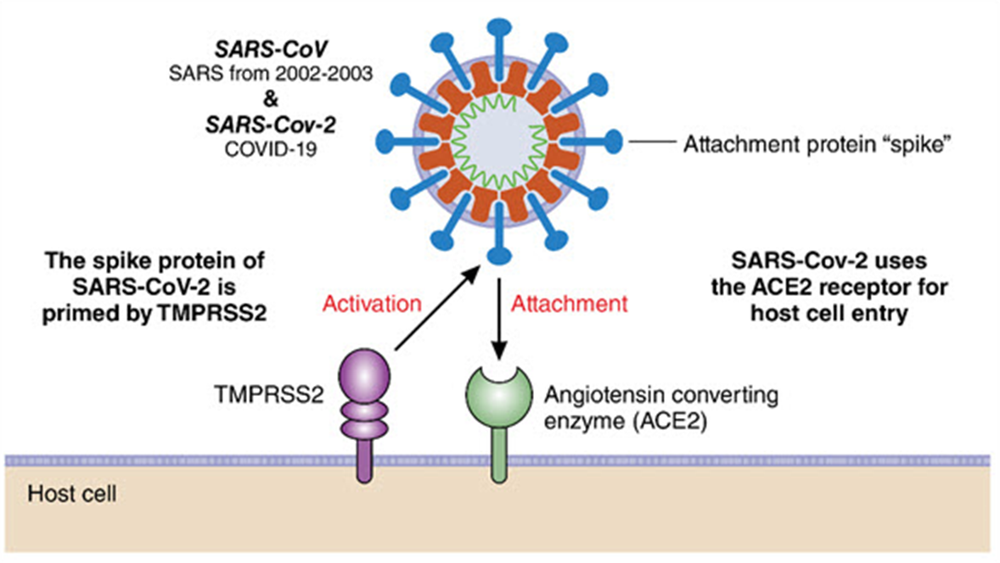 SARS-CoV
SARS from 2002-2003
&
SARS-Cov-2
COVID-19
Attachment protein “spike”
The spike protein of
SARS-CoV-2 is
primed by TMPRSS2
SARS-Cov-2 uses
the ACE2 receptor for
host cell entry
Activation
Attachment
TMPRSS2
Angiotensin converting
enzyme (ACE2)
Host cell